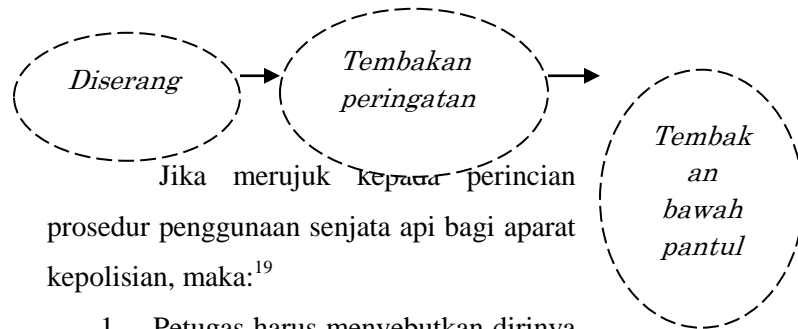 Diserang
Tembakan
peringatan
Tembak
an
bawah
pantul
Jika merujuk kepada perincian
prosedur penggunaan senjata api bagi aparat
kepolisian, maka:19
1. Petugas harus menyebutkan dirinya